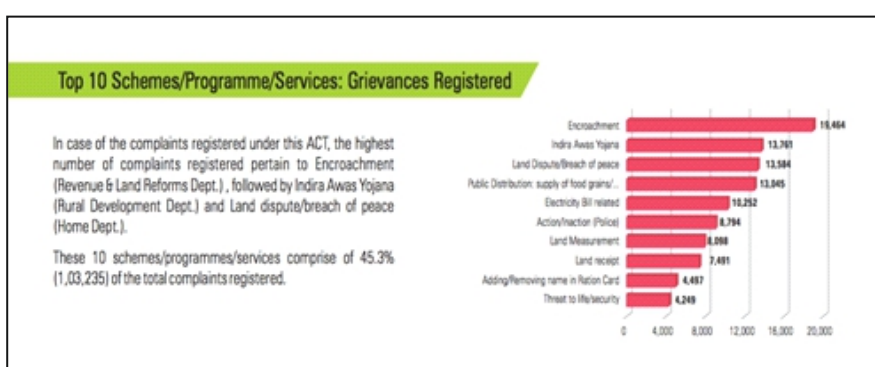 Top 10 Schemes/Programme/Services: Grievances Registered
In case of the complaints registered under this ACT, the highest
number of complaints registered pertain to Encroachment
(Revenue & Land Reforms Dept.) , followed by Indira Awas Yojana
(Rural Development Dept.) and Land dispute/breach of peace
(Home Dept.).
These 10 schemes/programmes/services comprise of 45.3%
(1,03,235) of the total complaints registered.
Encroachment 19,464
Indira Awas Yojana 13,761
Land Dispute/Breach of peace 13,584
Public Distribution: supply of food grains/.. 13,045
Electricity Bill related 10,252
Action/Inaction (Police) 8,794
Land Measurement 8,098
Land receipt 7,491
Adding/Removing name in Ration Card 4,497
Threat to life/security 4,249
0 4,000 8,000 12,000 16,000 20,000